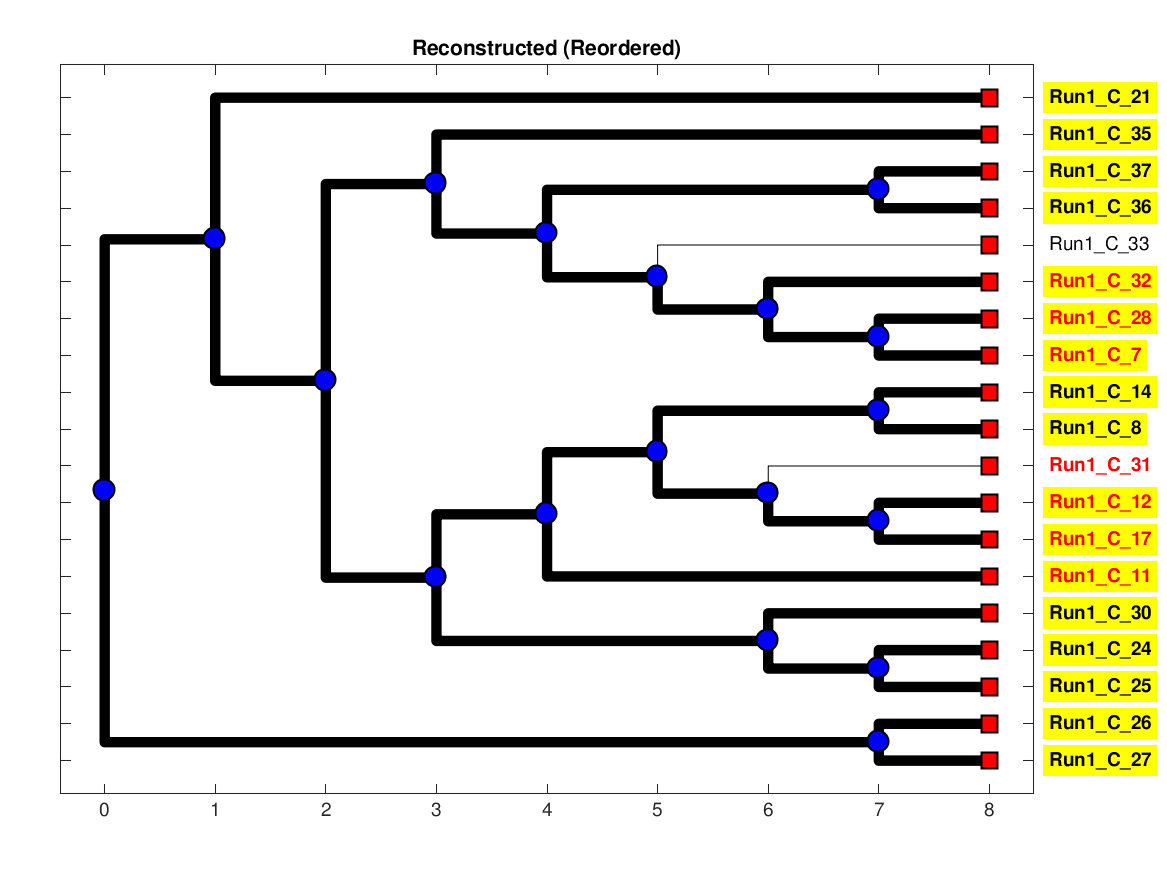 Reconstructed (Reordered)
Run1_C_21
Run1_C_35
Run1_C_37
Run1_C_36
Run1_C_33
Run1_C_32
Run1_C_28
Run1_C_7
Run1_C_14
Run1_C_8
Run1_C_31
Run1_C_12
Run1_C_17
Run1_C_11
Run1_C_30
Run1_C_24
Run1_C_25
Run1_C_26
Run1_C_27
0 1 2 3 4 5 6 7 8